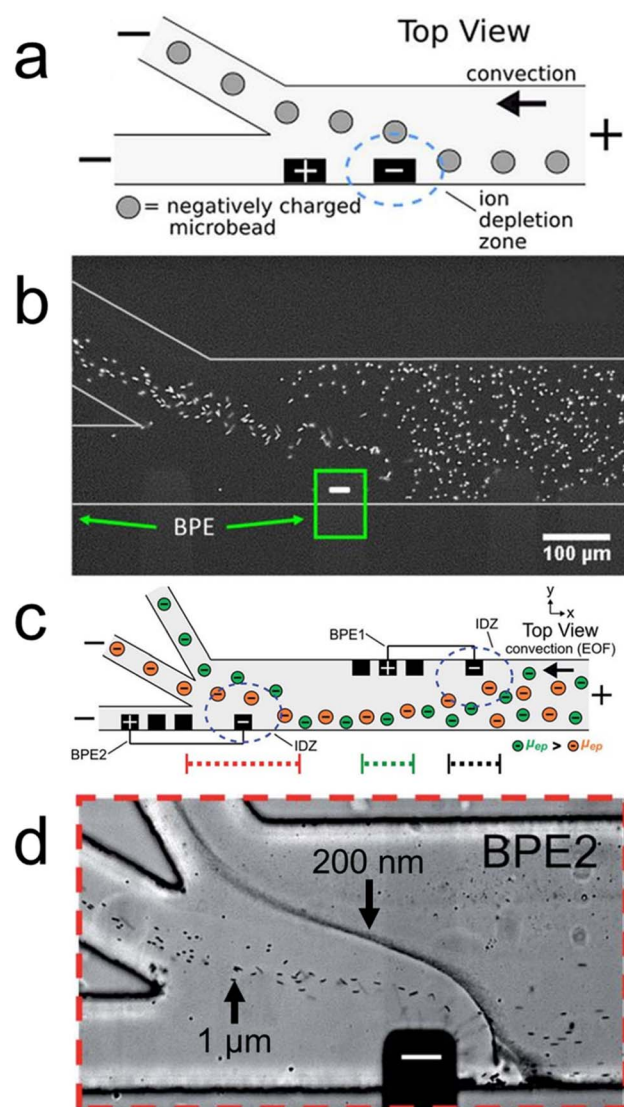 a
Top View
convection
−
+
−
+
−
= negatively charged
microbead
ion
depletion
zone
b
−
BPE
100 µm
c
y
x
BPE1
IDZ
Top View
convection (EOF)
−
+
−
−
+
+
−
BPE2
IDZ
µep > µep
d
BPE2
200 nm
1 µm
−